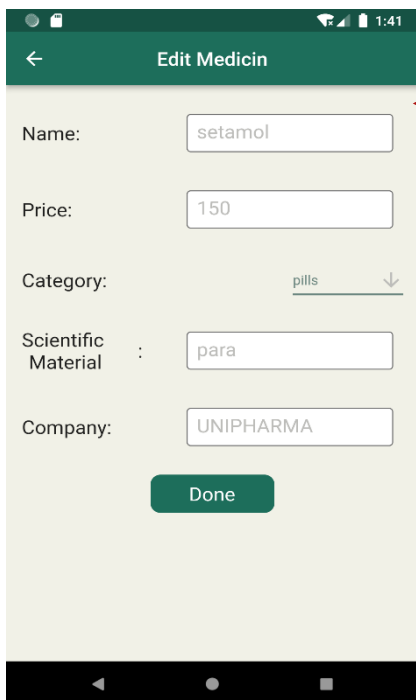 1:41
Edit Medicin
Name: setamol
Price: 150
Category: pills
Scientific
Material : para
Company: UNIPHARMA
Done